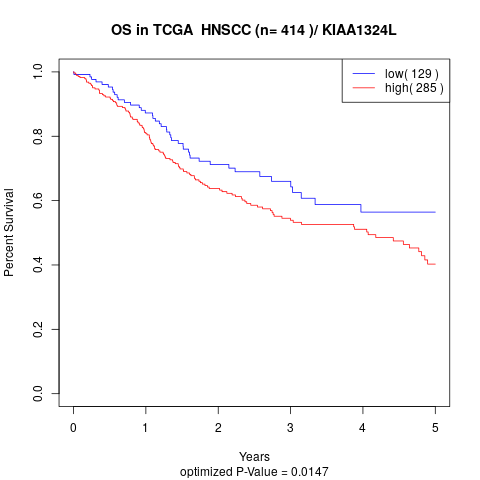 OS in TCGA  HNSCC (n= 414 )/ KIAA1324L
low( 129 )
high( 285 )
Percent Survival
1.0
0.8
0.6
0.4
0.2
0.0
0 1 2 3 4 5
Years
optimized P-Value = 0.0147